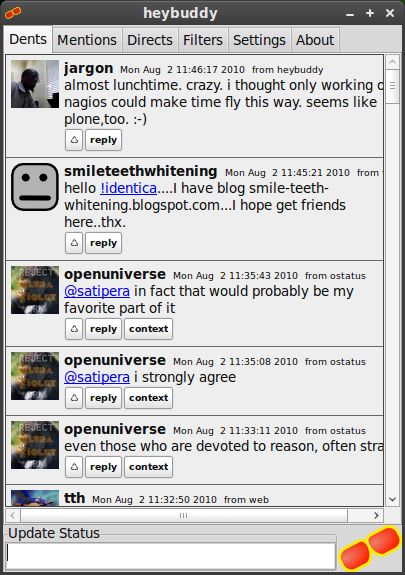 heybuddy
Dents Mentions Directs Filters Settings About
jargon Mon Aug 2 11:46:17 2010 from heybuddy
almost lunchtime. crazy. i thought only working o
nagios could make time fly this way. seems like
plone,too. :-)
reply
smileteethwhitening Mon Aug 2 11:45:21 2010 from
hello !identica....I have blog smile-teeth-
whitening.blogspot.com...I hope get friends
here..thx.
reply
openuniverse Mon Aug 2 11:35:43 2010 from ostatus
@satipera in fact that would probably be my
favorite part of it
reply context
openuniverse Mon Aug 2 11:35:08 2010 from ostatus
@satipera i strongly agree
reply context
openuniverse Mon Aug 2 11:33:11 2010 from ostatus
even those who are devoted to reason, often stra
reply context
tth Mon Aug 2 11:32:50 2010 from web
Update Status